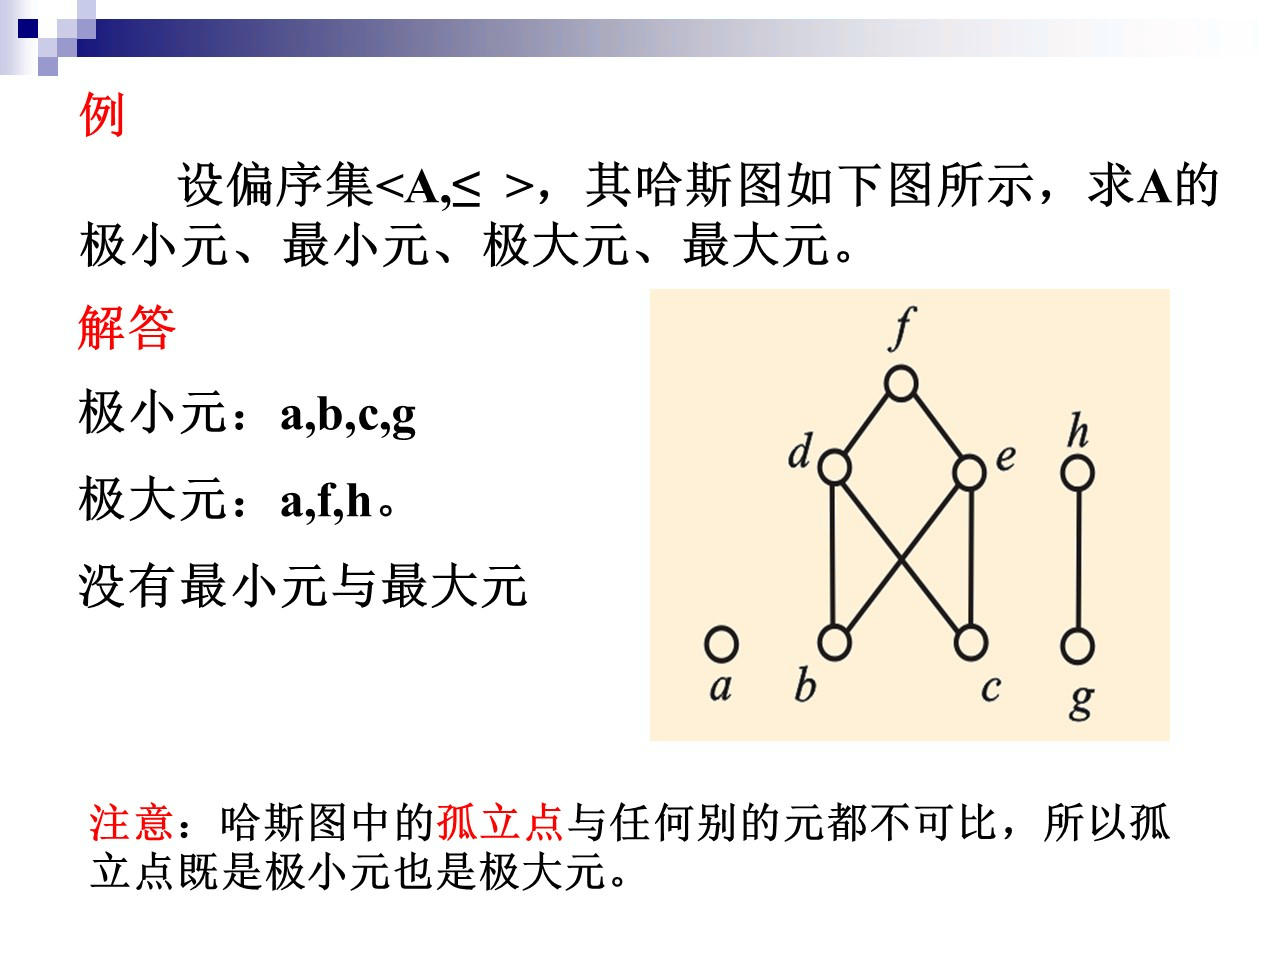 例
设偏序集<A,≤ >，其哈斯图如下图所示，求A的
极小元、最小元、极大元、最大元。
解答
极小元：a,b,c,g
极大元：a,f,h。
没有最小元与最大元
f
d
e
h
a
b
c
g
注意：哈斯图中的孤立点与任何别的元都不可比，所以孤
立点既是极小元也是极大元。